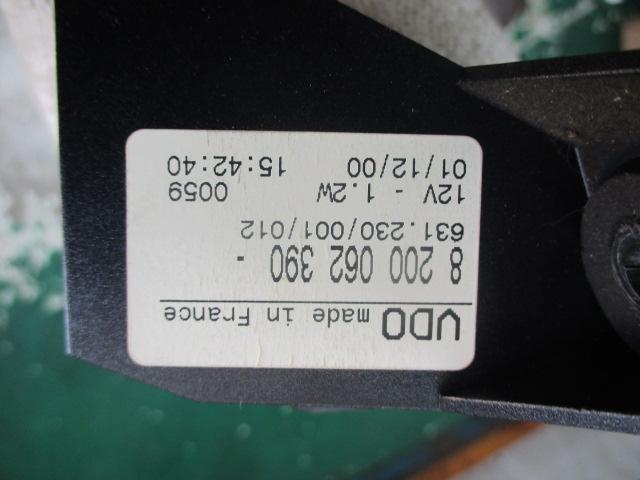 VDO made in France
8 200 062 390 -
631.230/001/012
12V - 1.2W 0059
01/12/00 15:42:40